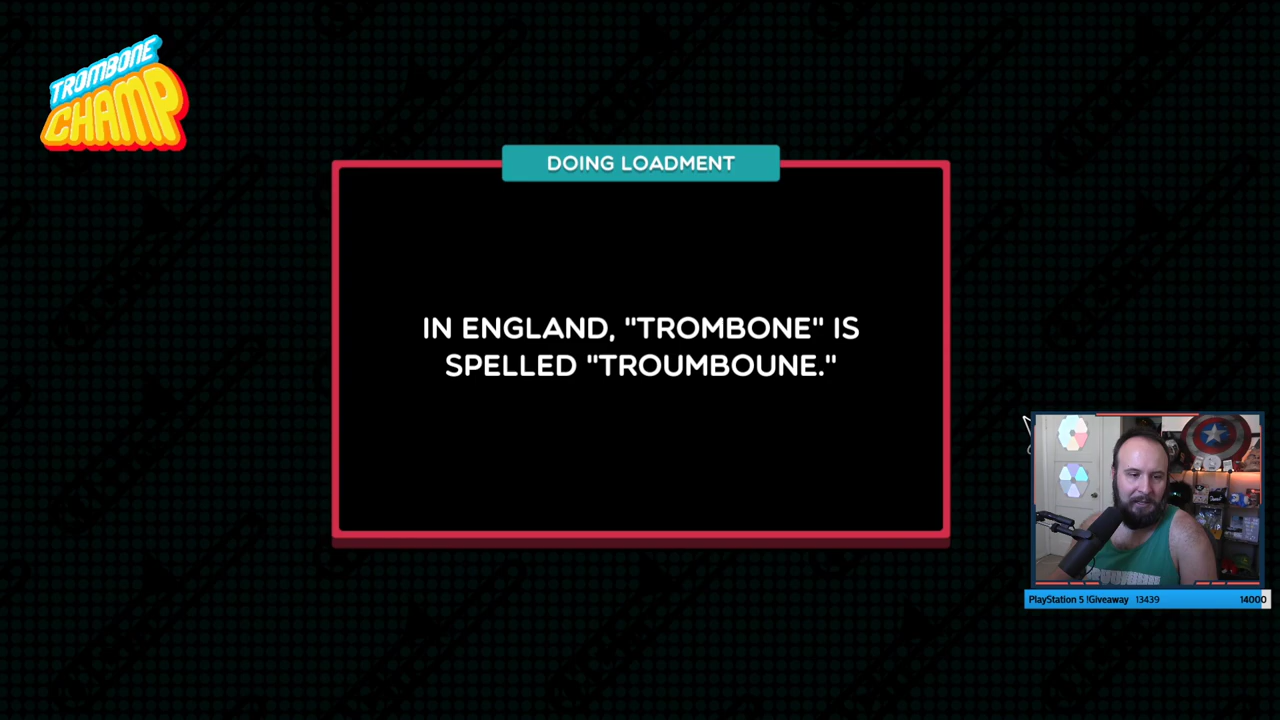 TROMBONE
CHAMP
DOING LOADMENT
IN ENGLAND, "TROMBONE" IS
SPELLED "TROUMBOUNE."
PlayStation 5 !Giveaway 13439 14000